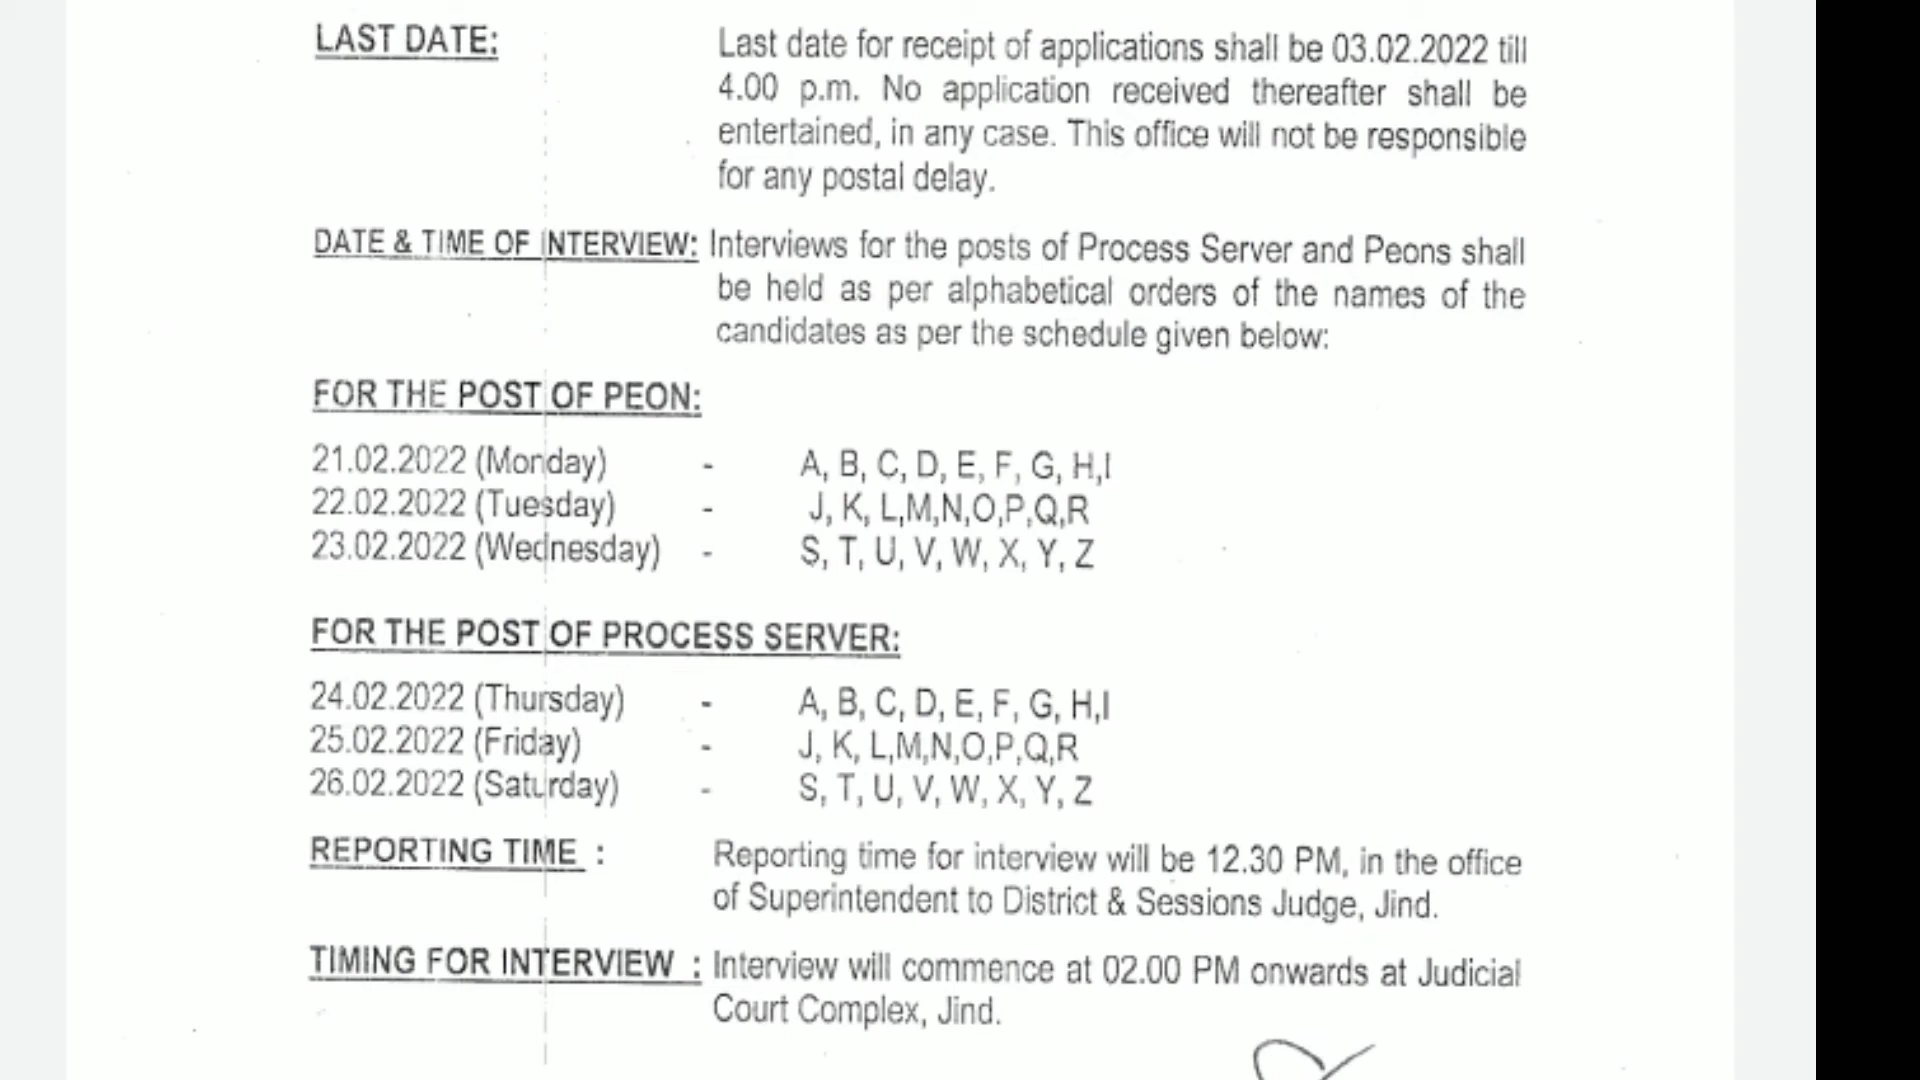 LAST DATE: Last date for receipt of applications shall be 03.02.2022 till
4.00 p.m. No application received thereafter shall be
entertained, in any case. This office will not be responsible
for any postal delay.
DATE & TIME OF INTERVIEW: Interviews for the posts of Process Server and Peons shall
be held as per alphabetical orders of the names of the
candidates as per the schedule given below:
FOR THE POST OF PEON:
21.02.2022 (Monday) - A, B, C, D, E, F, G, H,I
22.02.2022 (Tuesday) - J, K, L,M,N,O,P,Q,R
23.02.2022 (Wednesday) - S, T, U, V, W, X, Y, Z
FOR THE POST OF PROCESS SERVER:
24.02.2022 (Thursday) - A, B, C, D, E, F, G, H,I
25.02.2022 (Friday) - J, K, L,M,N,O,P,Q,R
26.02.2022 (Saturday) - S, T, U, V, W, X, Y, Z
REPORTING TIME : Reporting time for interview will be 12.30 PM, in the office
of Superintendent to District & Sessions Judge, Jind.
TIMING FOR INTERVIEW : Interview will commence at 02.00 PM onwards at Judicial
Court Complex, Jind.